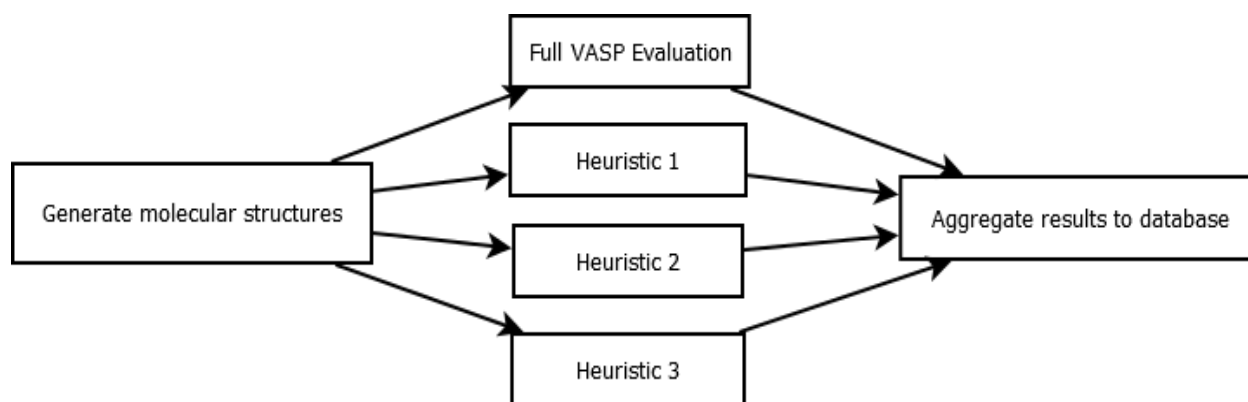 Full VASP Evaluation
Heuristic 1
Generate molecular structures
Aggregate results to database
Heuristic 2
Heuristic 3